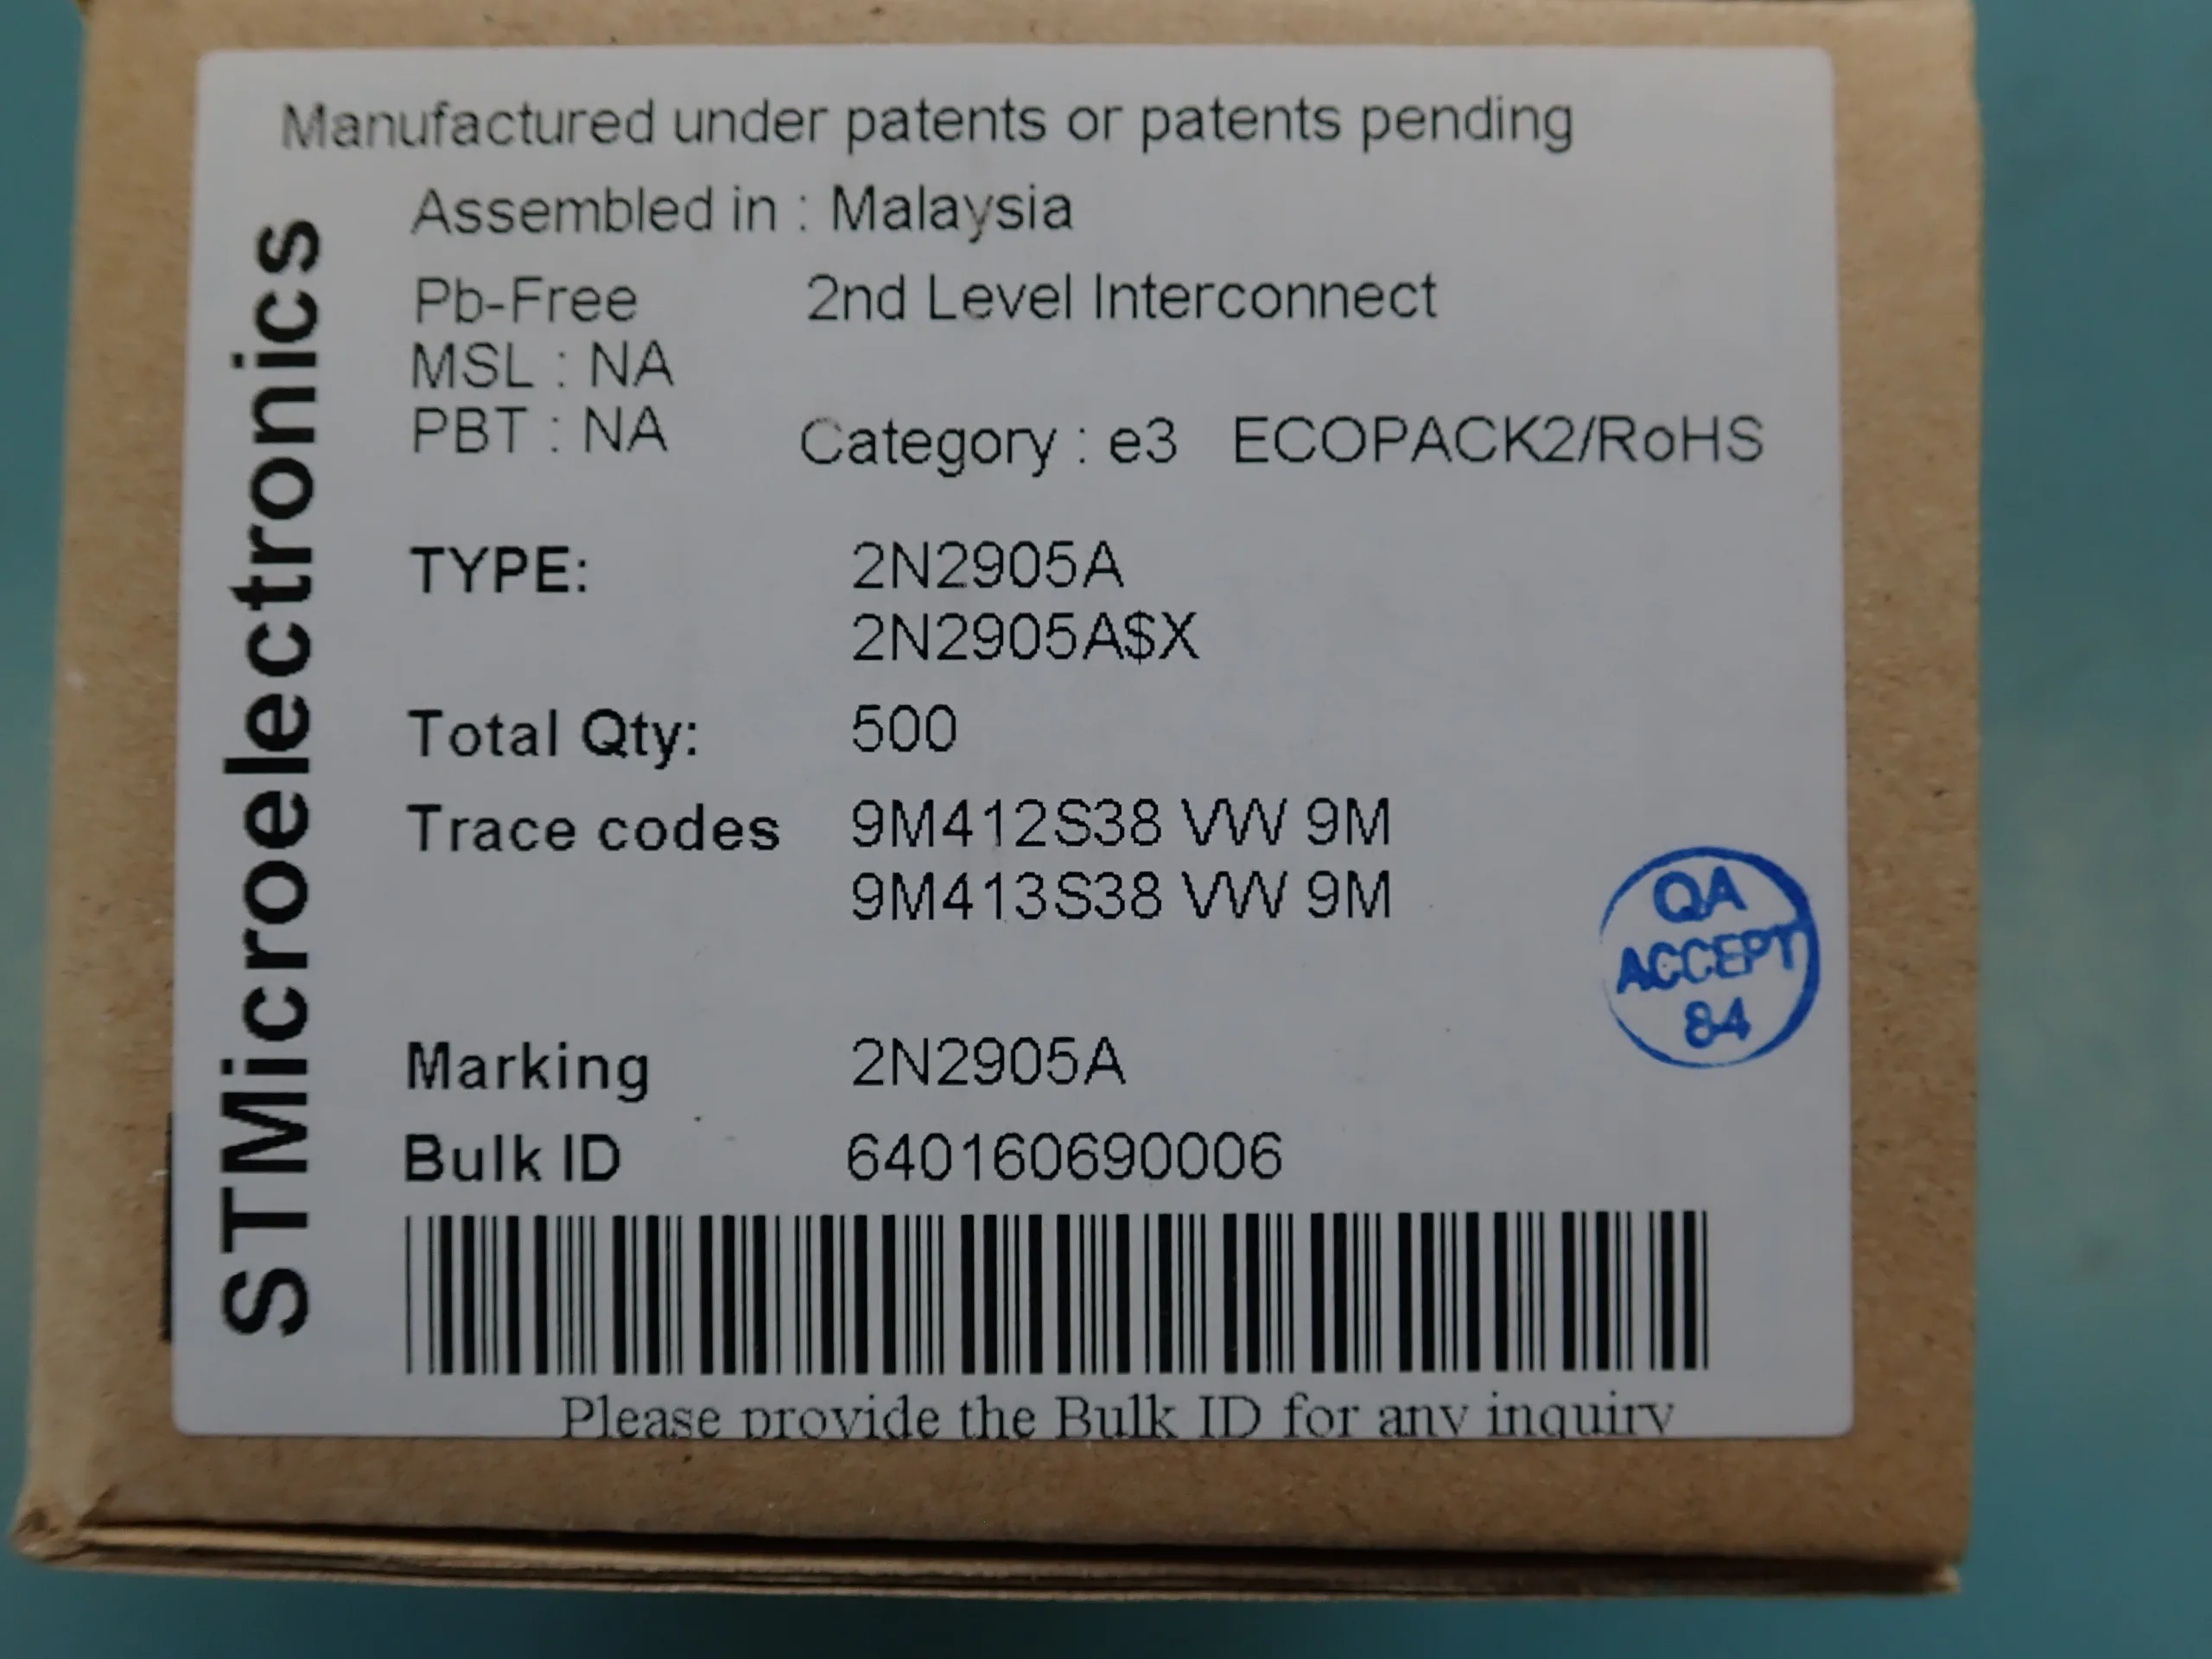 Manufactured under patents or patents pending
STMicroelectronics
Assembled in : Malaysia
Pb-Free 2nd Level Interconnect
MSL : NA
PBT : NA Category : e3 ECOPACK2/RoHS
TYPE: 2N2905A
2N2905A$X
Total Qty: 500
Trace codes 9M412S38 VW 9M
9M413S38 VW 9M
QA
ACCEPT
84
Marking 2N2905A
Bulk ID 640160690006
Please provide the Bulk ID for any inquiry